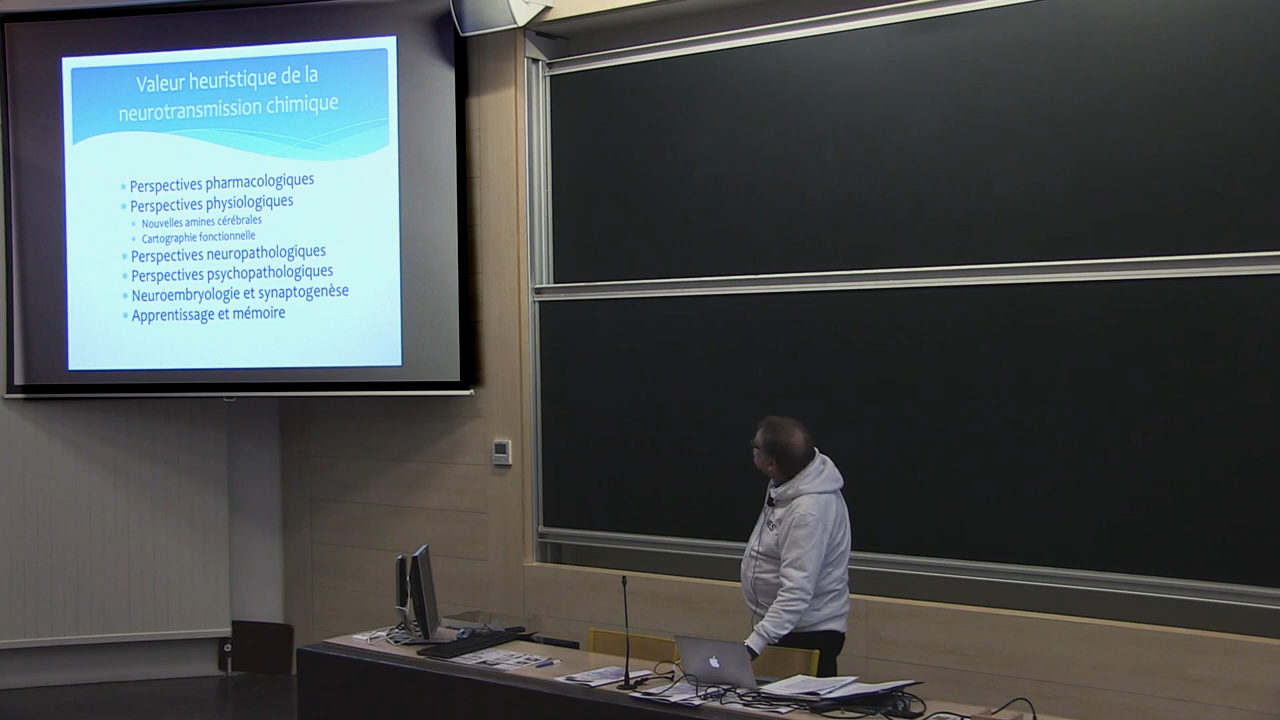 Valeur heuristique de la
neurotransmission chimique
Perspectives pharmacologiques
Perspectives physiologiques
Nouvelles amines cérébrales
Cartographie fonctionnelle
Perspectives neuropathologiques
Perspectives psychopathologiques
Neuroembryologie et synaptogenèse
Apprentissage et mémoire